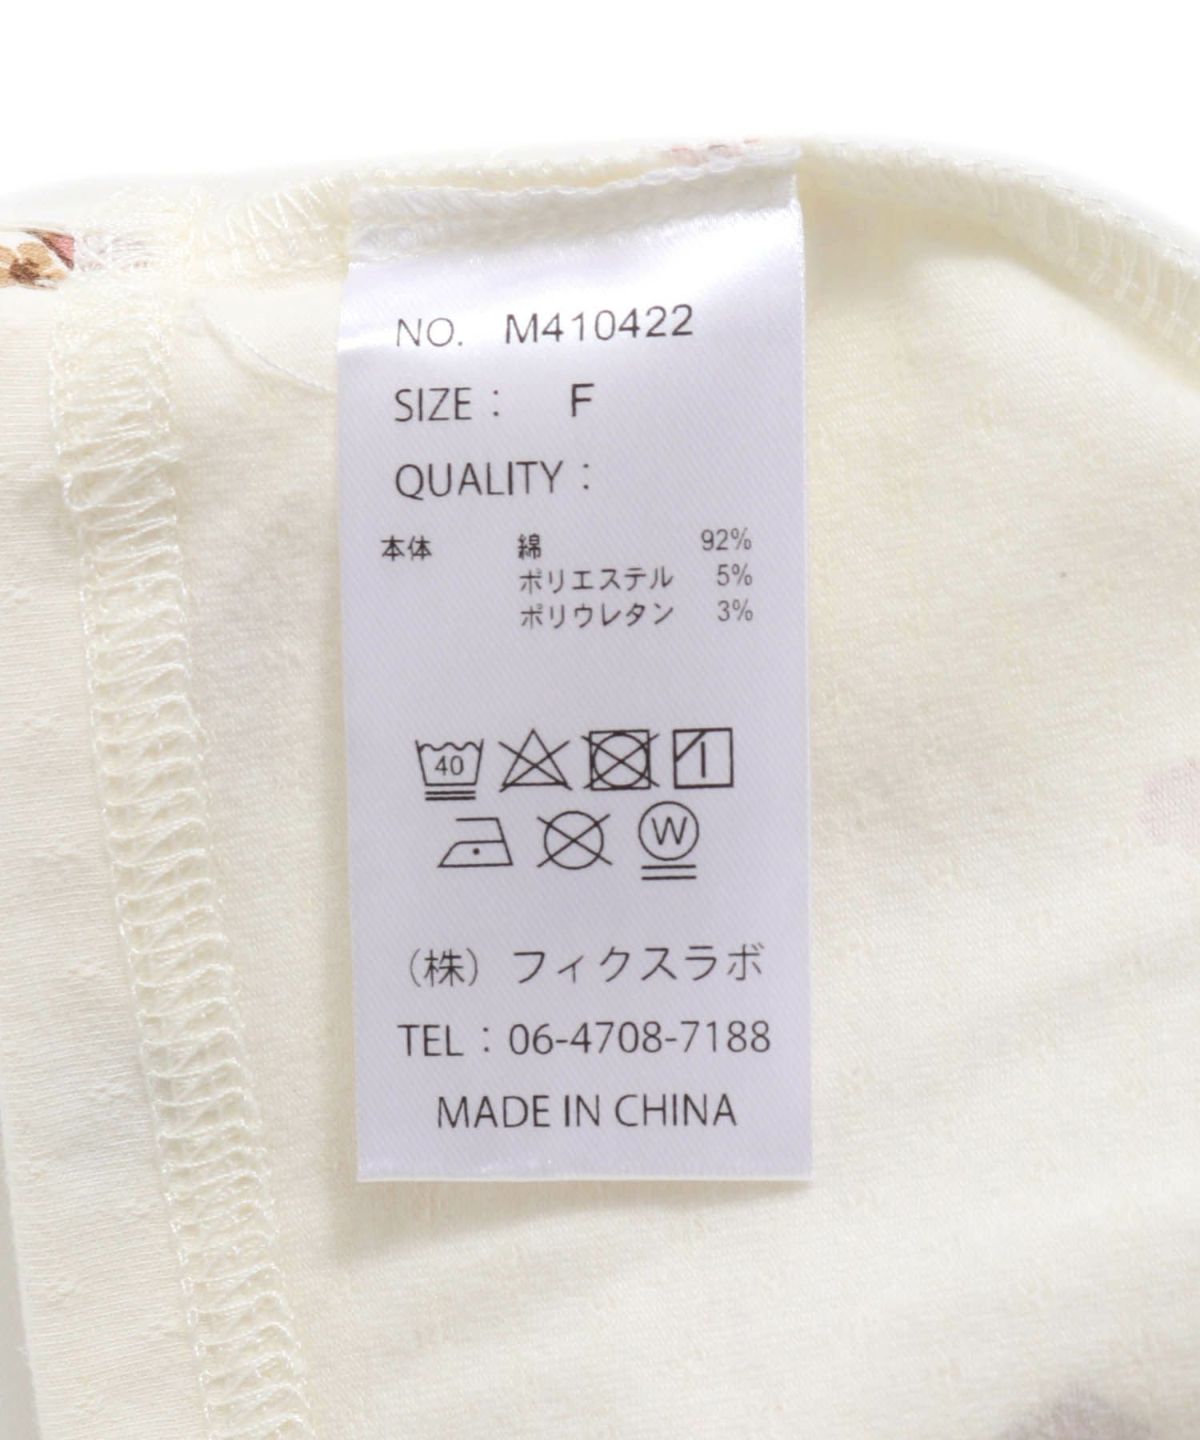 NO. M410422
SIZE : F
QUALITY :
本体 綿 92%
ポリエステル 5%
ポリウレタン 3%
40
W
（株）フィクスラボ
TEL : 06-4708-7188
MADE IN CHINA